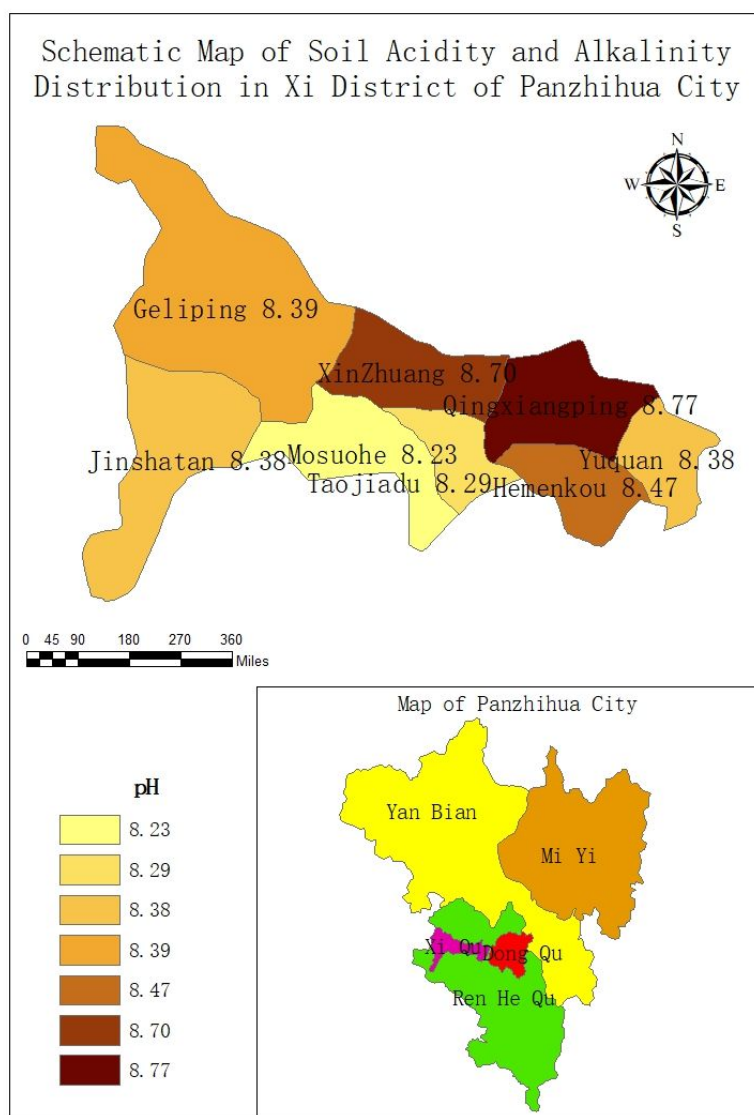 Schematic Map of Soil Acidity and Alkalinity
Distribution in Xi District of Panzhihua City
N
W E
S
Geliping 8.39
XinZhuang 8.70
Qingxiangping 8.77
Jinshatan 8.38
Mosuohe 8.23
Yuquan 8.38
Taojiadu 8.29
Hemenkou 8.47
0 45 90 180 270 360
Miles
Map of Panzhihua City
Yan Bian
Mi Yi
Xi Qu
Dong Qu
Ren He Qu
pH
8.23
8.29
8.38
8.39
8.47
8.70
8.77